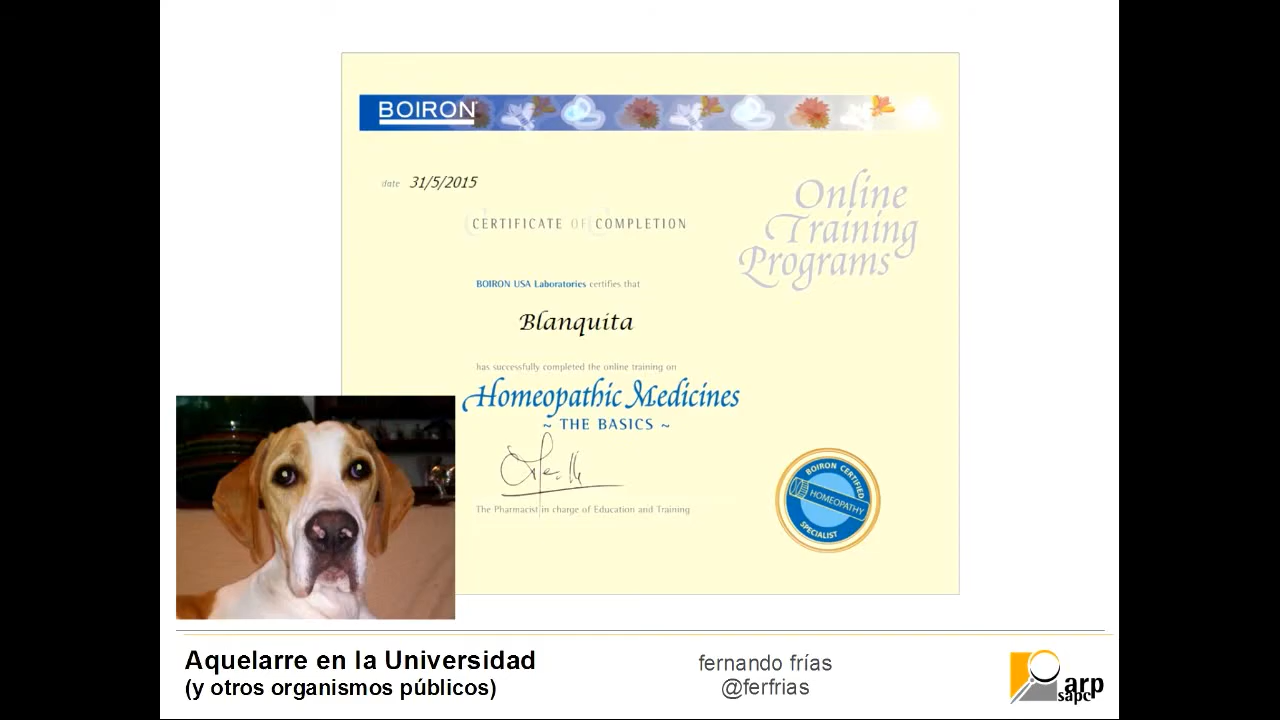 BOIRON
date 31/5/2015
Online
Training
Programs
CERTIFICATE OF COMPLETION
BOIRON USA Laboratories certifies that
Blanquita
has successfully completed the online training on
Homeopathic Medicines
~ THE BASICS ~
The Pharmacist in charge of Education and Training
BOIRON CERTIFIED
HOMEOPATHY
SPECIALIST
Aquelarre en la Universidad
(y otros organismos públicos)
fernando frías
@ferfrias
arp
sapc